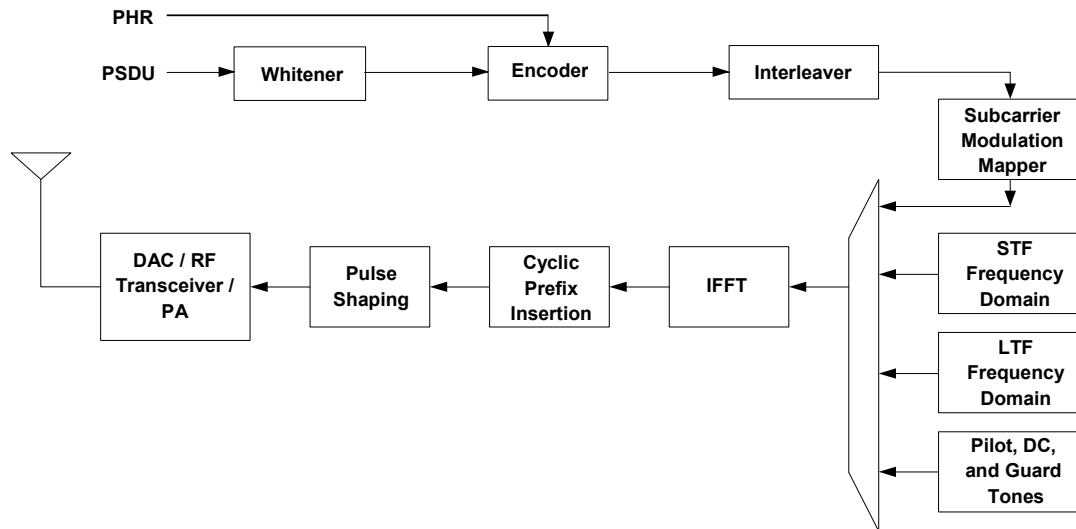 PHR
PSDU
Whitener
Encoder
Interleaver
Subcarrier
Modulation
Mapper
DAC / RF
Transceiver /
PA
Pulse
Shaping
Cyclic
Prefix
Insertion
IFFT
STF
Frequency
Domain
LTF
Frequency
Domain
Pilot, DC,
and Guard
Tones